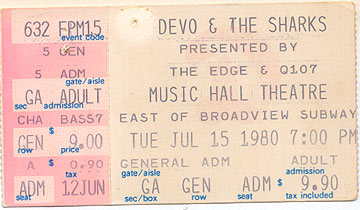 632 EPM15
event code
5 GEN
5 ADM
gate/aisle
GA ADULT
sec admission
CHA BASS7
GEN 9.00
row price
A 0.90
tax
ADM 12JUN
seat
DEVO & THE SHARKS
PRESENTED BY
THE EDGE & Q107
MUSIC HALL THEATRE
EAST OF BROADVIEW SUBWAY
TUE JUL 15 1980 7:00 PM
GENERAL ADM ADULT
gate/aisle admission
GA GEN ADM $ 9.90
sec/box row seat tax included